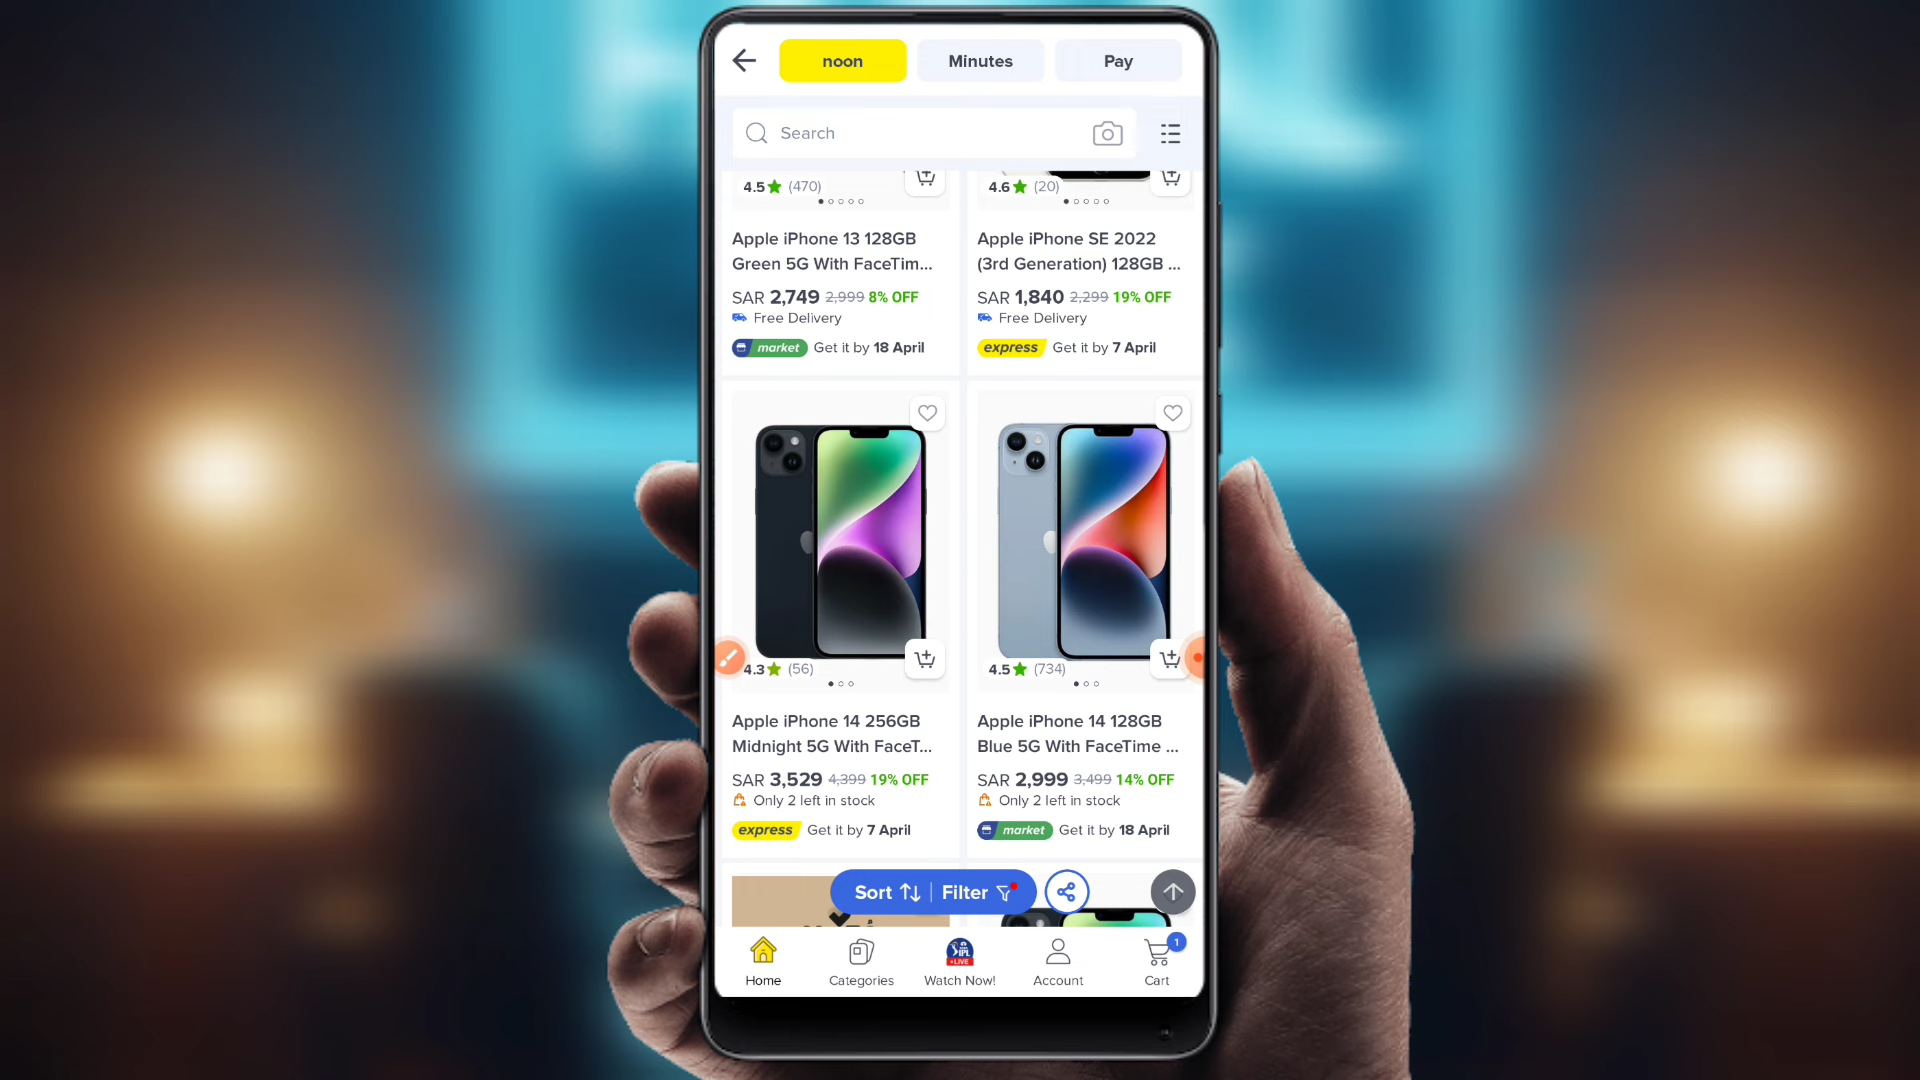 noon
Minutes
Pay
Search
4.5 (470)
4.6 (20)
Apple iPhone 13 128GB
Green 5G With FaceTim...
SAR 2,749 2,999 8% OFF
Free Delivery
market Get it by 18 April
Apple iPhone SE 2022
(3rd Generation) 128GB ...
SAR 1,840 2,299 19% OFF
Free Delivery
express Get it by 7 April
4.3 (56)
4.5 (734)
Apple iPhone 14 256GB
Midnight 5G With FaceT...
SAR 3,529 4,399 19% OFF
Only 2 left in stock
express Get it by 7 April
Apple iPhone 14 128GB
Blue 5G With FaceTime ...
SAR 2,999 3,499 14% OFF
Only 2 left in stock
market Get it by 18 April
Sort
Filter
Home
Categories
IPL
LIVE
Watch Now!
Account
1
Cart